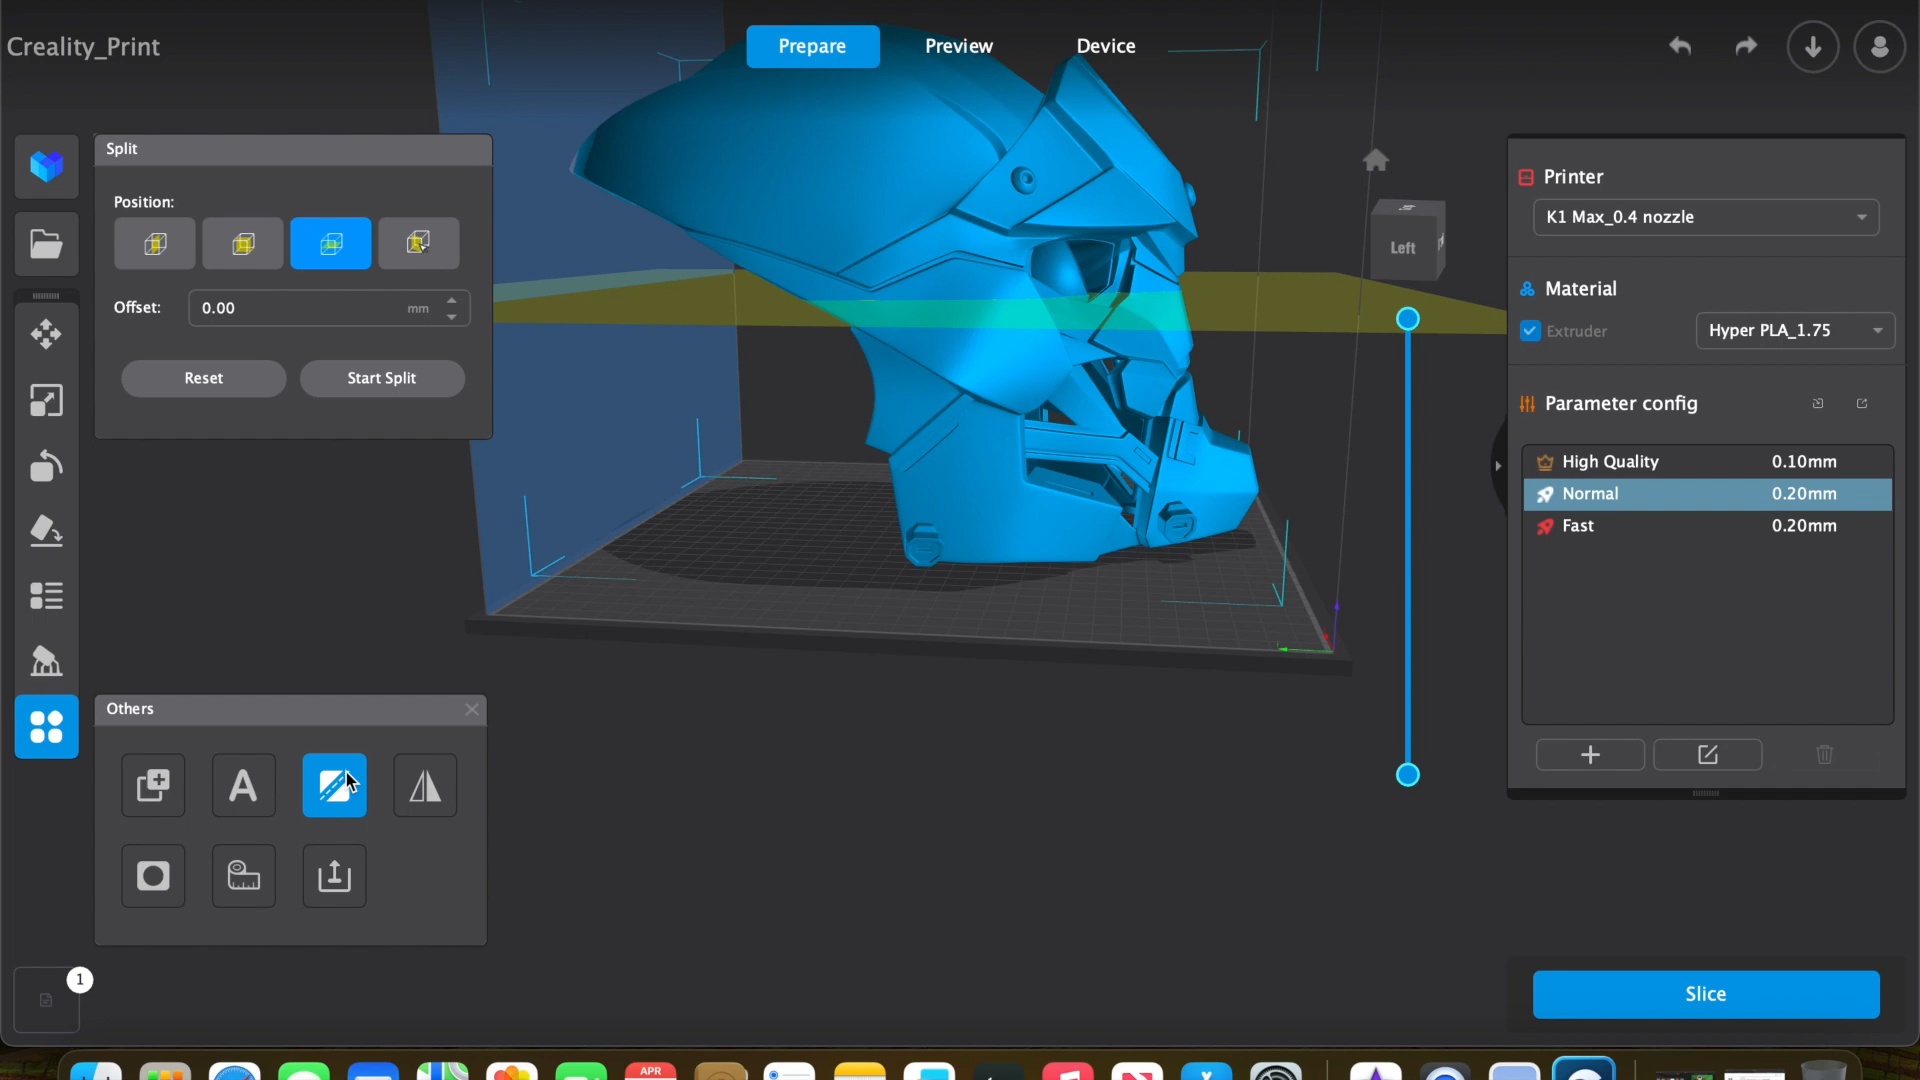 Creality_Print
Prepare
Preview
Device
Split
Position:
Offset:
0.00
mm
Reset
Start Split
Left
Printer
K1 Max_0.4 nozzle
Material
Extruder
Hyper PLA_1.75
Parameter config
High Quality 0.10mm
Normal 0.20mm
Fast 0.20mm
Others
A
1
Slice
APR